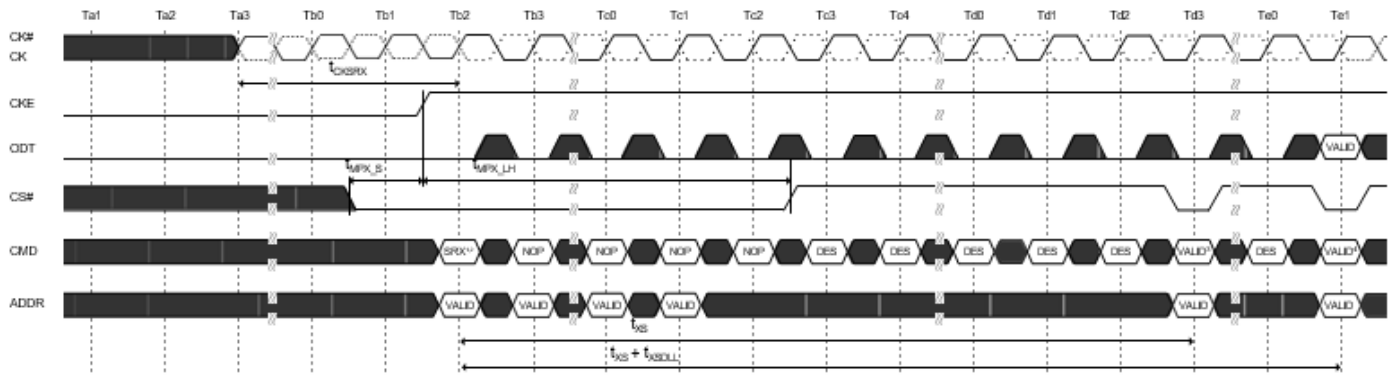 Ta1 Ta2 Ta3 Tb0 Tb1 Tb2 Tb3 Tc0 Tc1 Tc2 Tc3 Tc4 Td0 Td1 Td2 Td3 Te0 Te1
CK#
CK
tCKSRX
CKE
ODT VALID
tMPX_S tMPX_LH
CS#
CMD SRX NOP NOP NOP NOP DES DES DES DES DES VALID³ DES VALID⁴
ADDR VALID VALID VALID VALID VALID VALID
tXS
tXS + tXSDLL